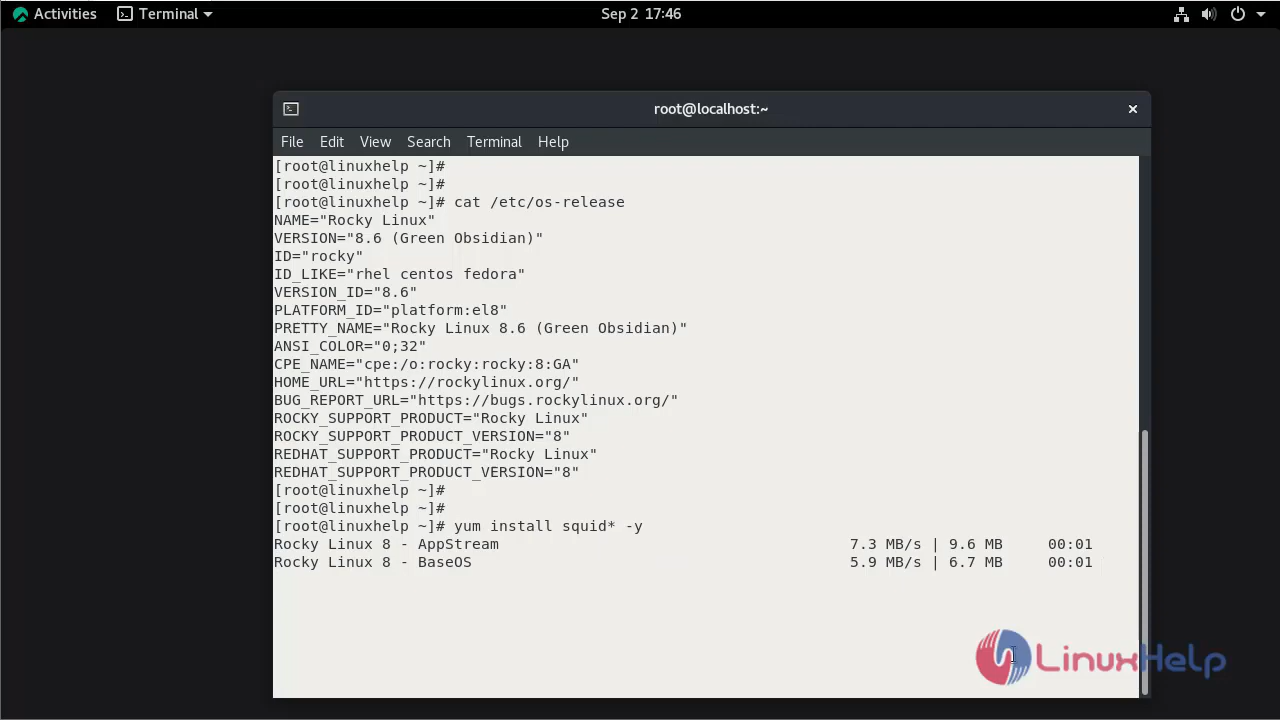 Activities Terminal Sep 2 17:46
root@localhost:~
File Edit View Search Terminal Help
[root@linuxhelp ~]#
[root@linuxhelp ~]#
[root@linuxhelp ~]# cat /etc/os-release
NAME="Rocky Linux"
VERSION="8.6 (Green Obsidian)"
ID="rocky"
ID_LIKE="rhel centos fedora"
VERSION_ID="8.6"
PLATFORM_ID="platform:el8"
PRETTY_NAME="Rocky Linux 8.6 (Green Obsidian)"
ANSI_COLOR="0;32"
CPE_NAME="cpe:/o:rocky:rocky:8:GA"
HOME_URL="https://rockylinux.org/"
BUG_REPORT_URL="https://bugs.rockylinux.org/"
ROCKY_SUPPORT_PRODUCT="Rocky Linux"
ROCKY_SUPPORT_PRODUCT_VERSION="8"
REDHAT_SUPPORT_PRODUCT="Rocky Linux"
REDHAT_SUPPORT_PRODUCT_VERSION="8"
[root@linuxhelp ~]#
[root@linuxhelp ~]#
[root@linuxhelp ~]# yum install squid* -y
Rocky Linux 8 - AppStream 7.3 MB/s | 9.6 MB 00:01
Rocky Linux 8 - BaseOS 5.9 MB/s | 6.7 MB 00:01
LinuxHelp